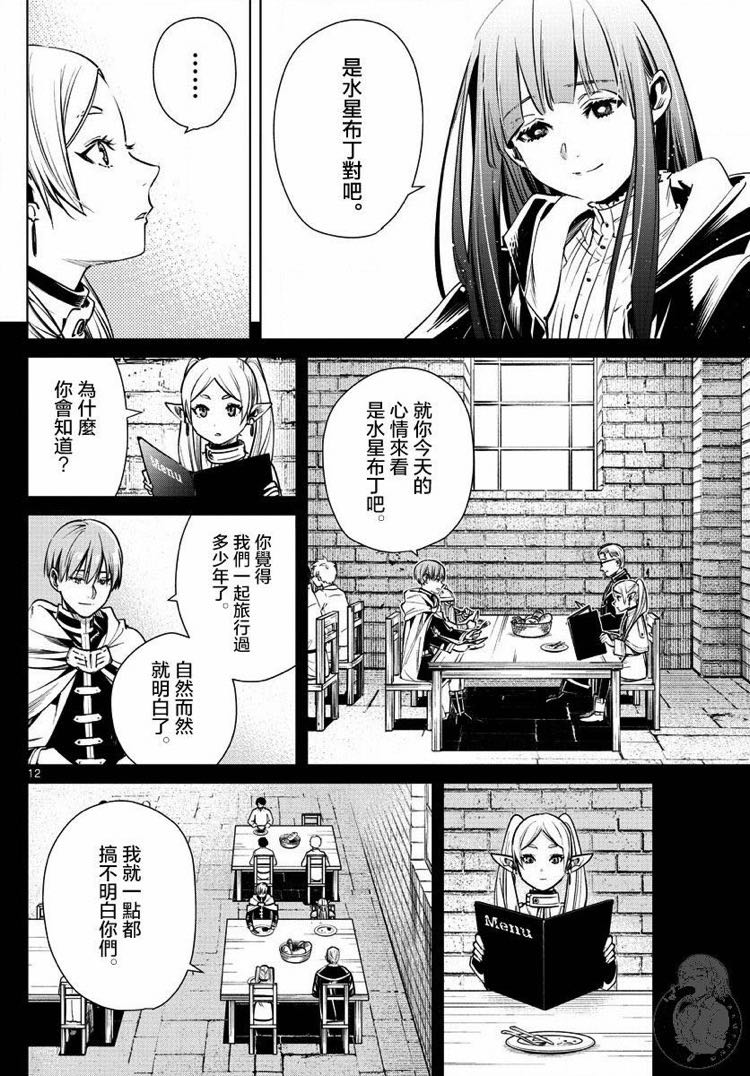 是水星布丁對吧。
……
就你今天的
心情來看
是水星布丁吧。
為什麼
你會知道？
Menu
你覺得
我們一起旅行過
多少年了。
自然而然
就明白了。
12
我就一點都
搞不明白你們。
Menu